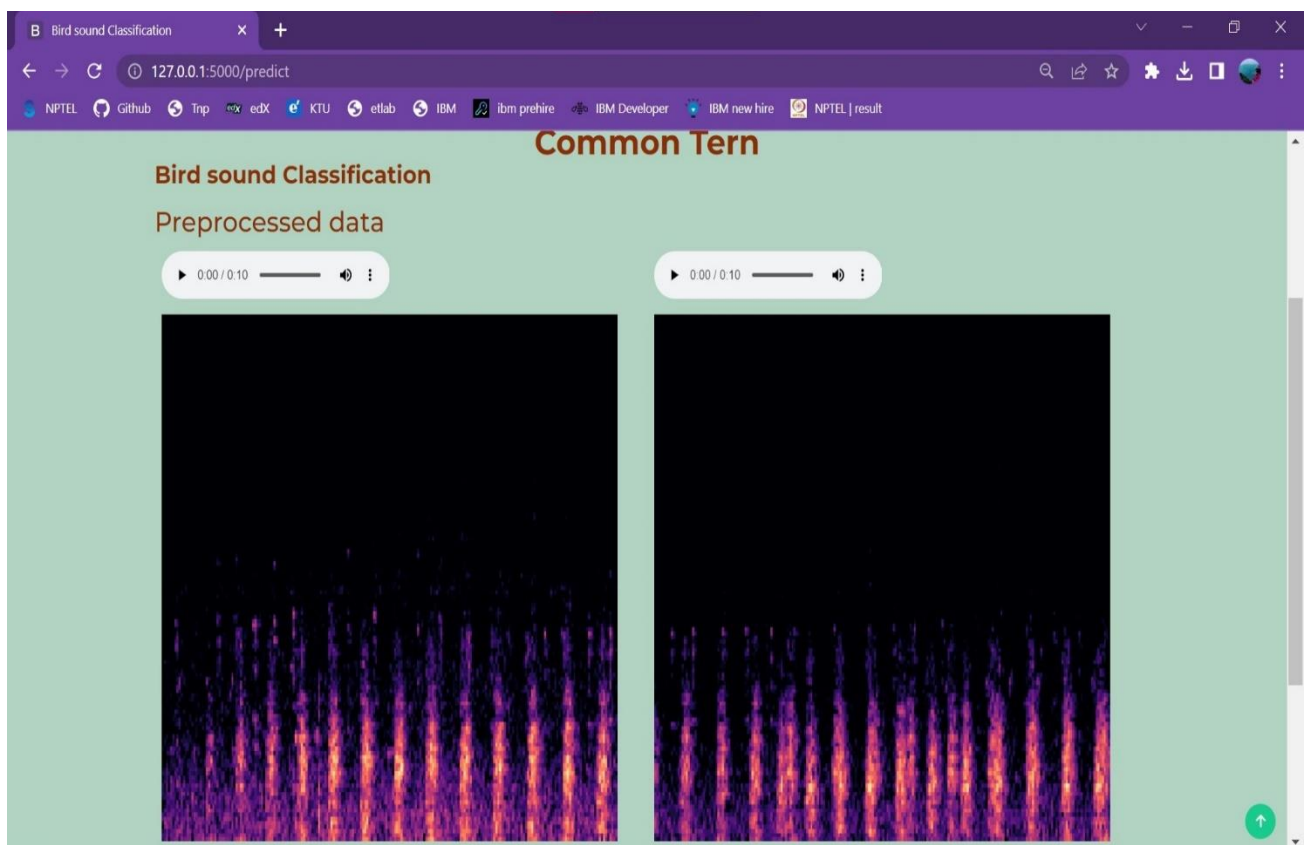 B Bird sound Classification
127.0.0.1:5000/predict
NPTEL Github Tnp edX edX e' KTU etlab IBM ibm prehire IBM Developer IBM new hire NPTEL | result
Common Tern
Bird sound Classification
Preprocessed data
0:00 / 0:10 0:00 / 0:10